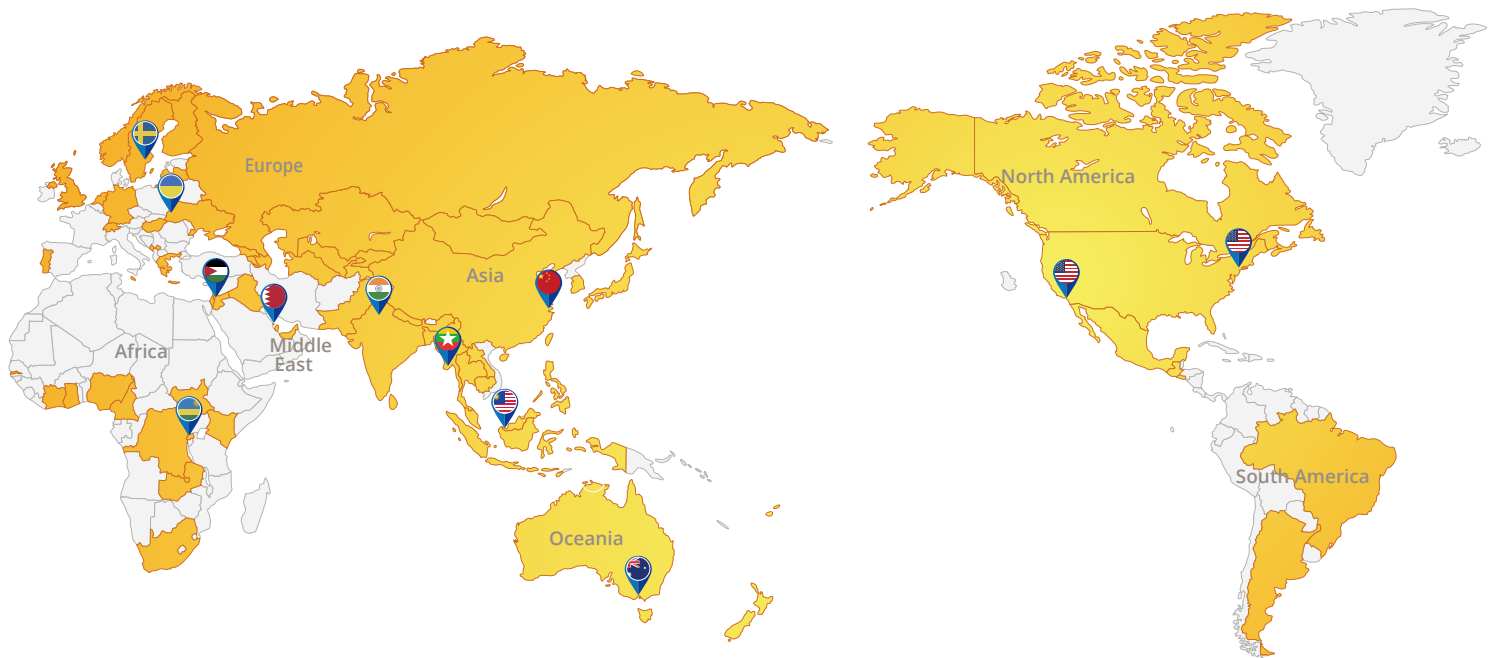 Europe
North America
Asia
Africa
Middle
East
South America
Oceania